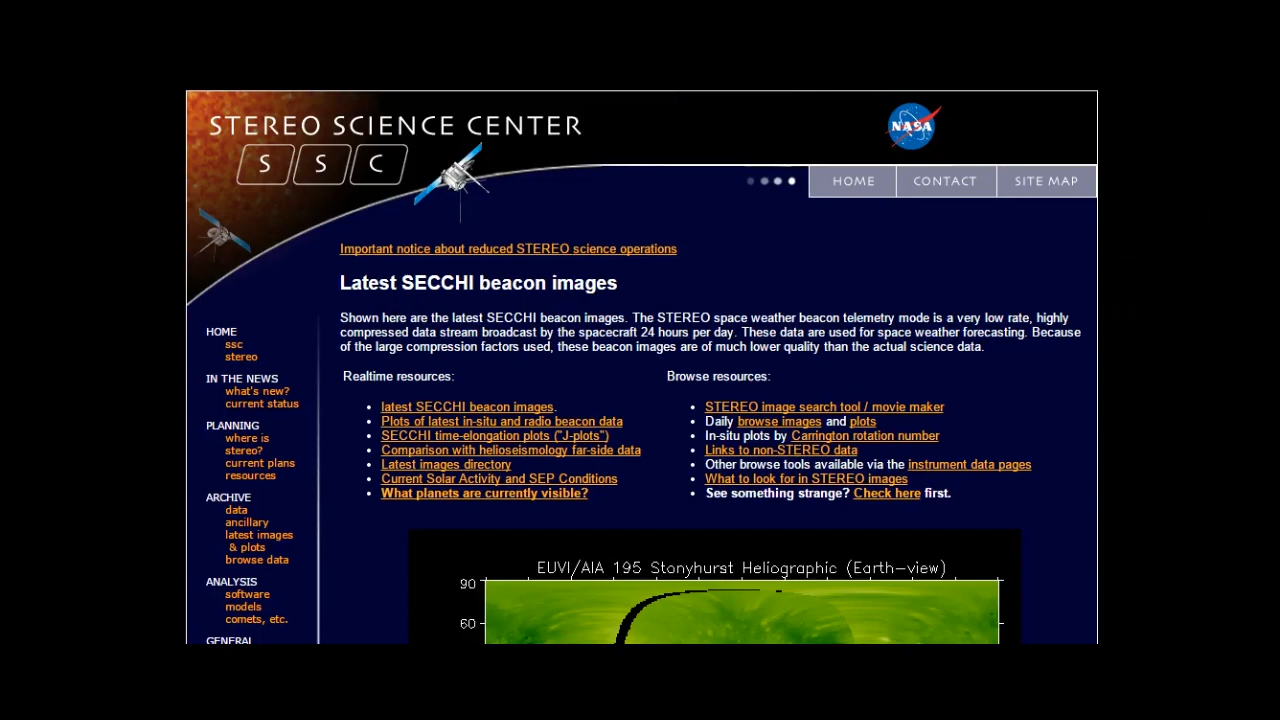 STEREO SCIENCE CENTER
S S C
NASA
HOME CONTACT SITE MAP
Important notice about reduced STEREO science operations
Latest SECCHI beacon images
Shown here are the latest SECCHI beacon images. The STEREO space weather beacon telemetry mode is a very low rate, highly
compressed data stream broadcast by the spacecraft 24 hours per day. These data are used for space weather forecasting. Because
of the large compression factors used, these beacon images are of much lower quality than the actual science data.
HOME
ssc
stereo
IN THE NEWS
what's new?
current status
PLANNING
where is
stereo?
current plans
resources
ARCHIVE
data
ancillary
latest images
& plots
browse data
ANALYSIS
software
models
comets, etc.
GENERAL
Realtime resources:
latest SECCHI beacon images.
Plots of latest in-situ and radio beacon data
SECCHI time-elongation plots ("J-plots")
Comparison with helioseismology far-side data
Latest images directory
Current Solar Activity and SEP Conditions
What planets are currently visible?
Browse resources:
STEREO image search tool / movie maker
Daily browse images and plots
In-situ plots by Carrington rotation number
Links to non-STEREO data
Other browse tools available via the instrument data pages
What to look for in STEREO images
See something strange? Check here first.
EUVI/AIA 195 Stonyhurst Heliographic (Earth-view)
90
60